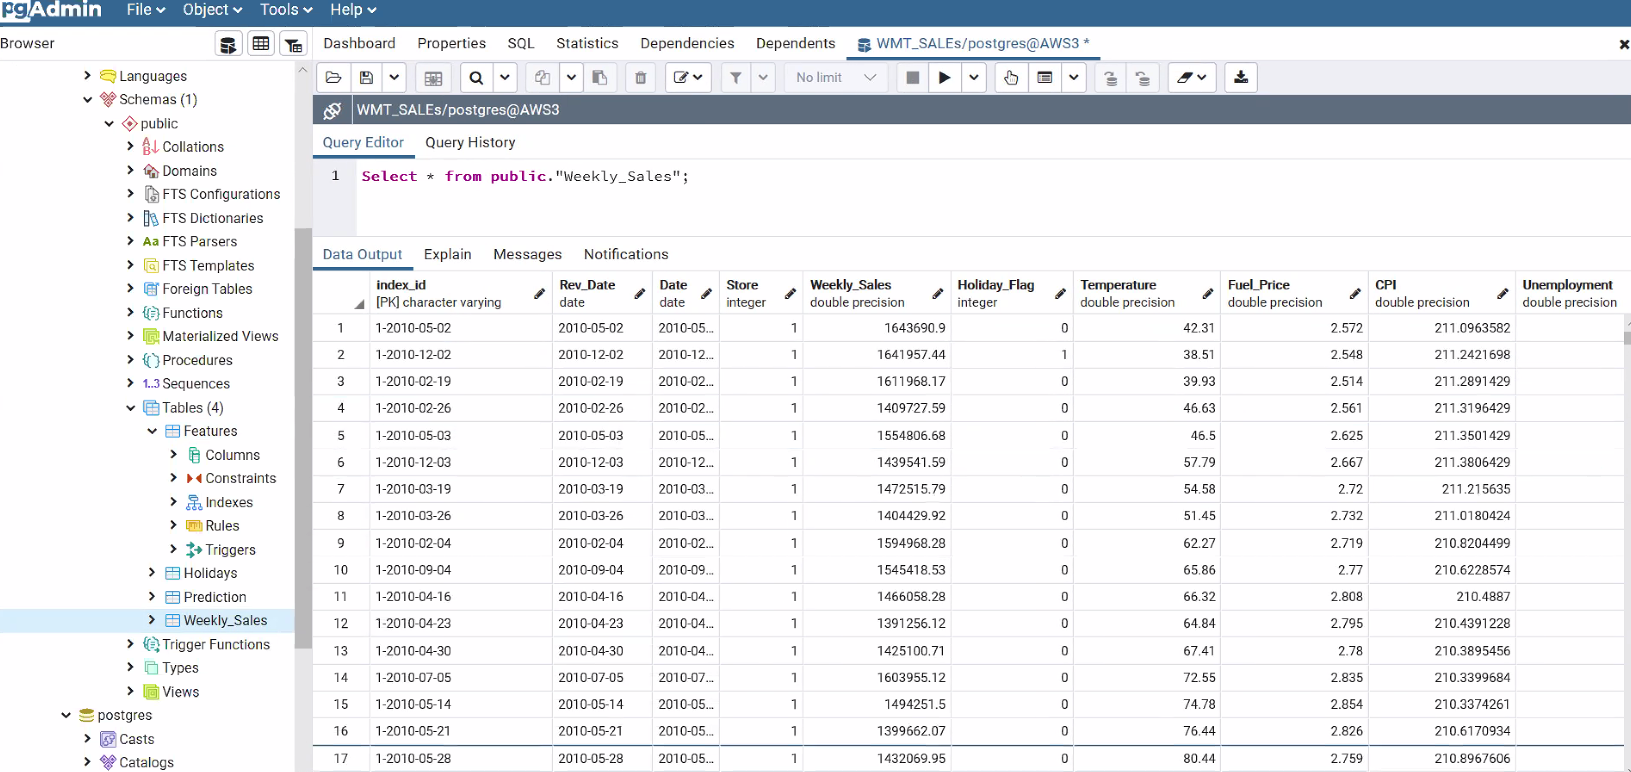 pgAdmin File Object Tools Help
Browser
Dashboard Properties SQL Statistics Dependencies Dependents WMT_SALEs/postgres@AWS3 *
No limit
WMT_SALEs/postgres@AWS3
Query Editor Query History
1 Select * from public."Weekly_Sales";
Data Output Explain Messages Notifications
Languages
Schemas (1)
public
Collations
Domains
FTS Configurations
FTS Dictionaries
Aa FTS Parsers
FTS Templates
Foreign Tables
Functions
Materialized Views
Procedures
1..3 Sequences
Tables (4)
Features
Columns
Constraints
Indexes
Rules
Triggers
Holidays
Prediction
Weekly_Sales
Trigger Functions
Types
Views
postgres
Casts
Catalogs
index_id Rev_Date Date Store Weekly_Sales Holiday_Flag Temperature Fuel_Price CPI Unemployment
[PK] character varying date date integer double precision integer double precision double precision double precision double precision
1 1-2010-05-02 2010-05-02 2010-05... 1 1643690.9 0 42.31 2.572 211.0963582
2 1-2010-12-02 2010-12-02 2010-12... 1 1641957.44 1 38.51 2.548 211.2421698
3 1-2010-02-19 2010-02-19 2010-02... 1 1611968.17 0 39.93 2.514 211.2891429
4 1-2010-02-26 2010-02-26 2010-02... 1 1409727.59 0 46.63 2.561 211.3196429
5 1-2010-05-03 2010-05-03 2010-05... 1 1554806.68 0 46.5 2.625 211.3501429
6 1-2010-12-03 2010-12-03 2010-12... 1 1439541.59 0 57.79 2.667 211.3806429
7 1-2010-03-19 2010-03-19 2010-03... 1 1472515.79 0 54.58 2.72 211.215635
8 1-2010-03-26 2010-03-26 2010-03... 1 1404429.92 0 51.45 2.732 211.0180424
9 1-2010-02-04 2010-02-04 2010-02... 1 1594968.28 0 62.27 2.719 210.8204499
10 1-2010-09-04 2010-09-04 2010-09... 1 1545418.53 0 65.86 2.77 210.6228574
11 1-2010-04-16 2010-04-16 2010-04... 1 1466058.28 0 66.32 2.808 210.4887
12 1-2010-04-23 2010-04-23 2010-04... 1 1391256.12 0 64.84 2.795 210.4391228
13 1-2010-04-30 2010-04-30 2010-04... 1 1425100.71 0 67.41 2.78 210.3895456
14 1-2010-07-05 2010-07-05 2010-07... 1 1603955.12 0 72.55 2.835 210.3399684
15 1-2010-05-14 2010-05-14 2010-05... 1 1494251.5 0 74.78 2.854 210.3374261
16 1-2010-05-21 2010-05-21 2010-05... 1 1399662.07 0 76.44 2.826 210.6170934
17 1-2010-05-28 2010-05-28 2010-05... 1 1432069.95 0 80.44 2.759 210.8967606